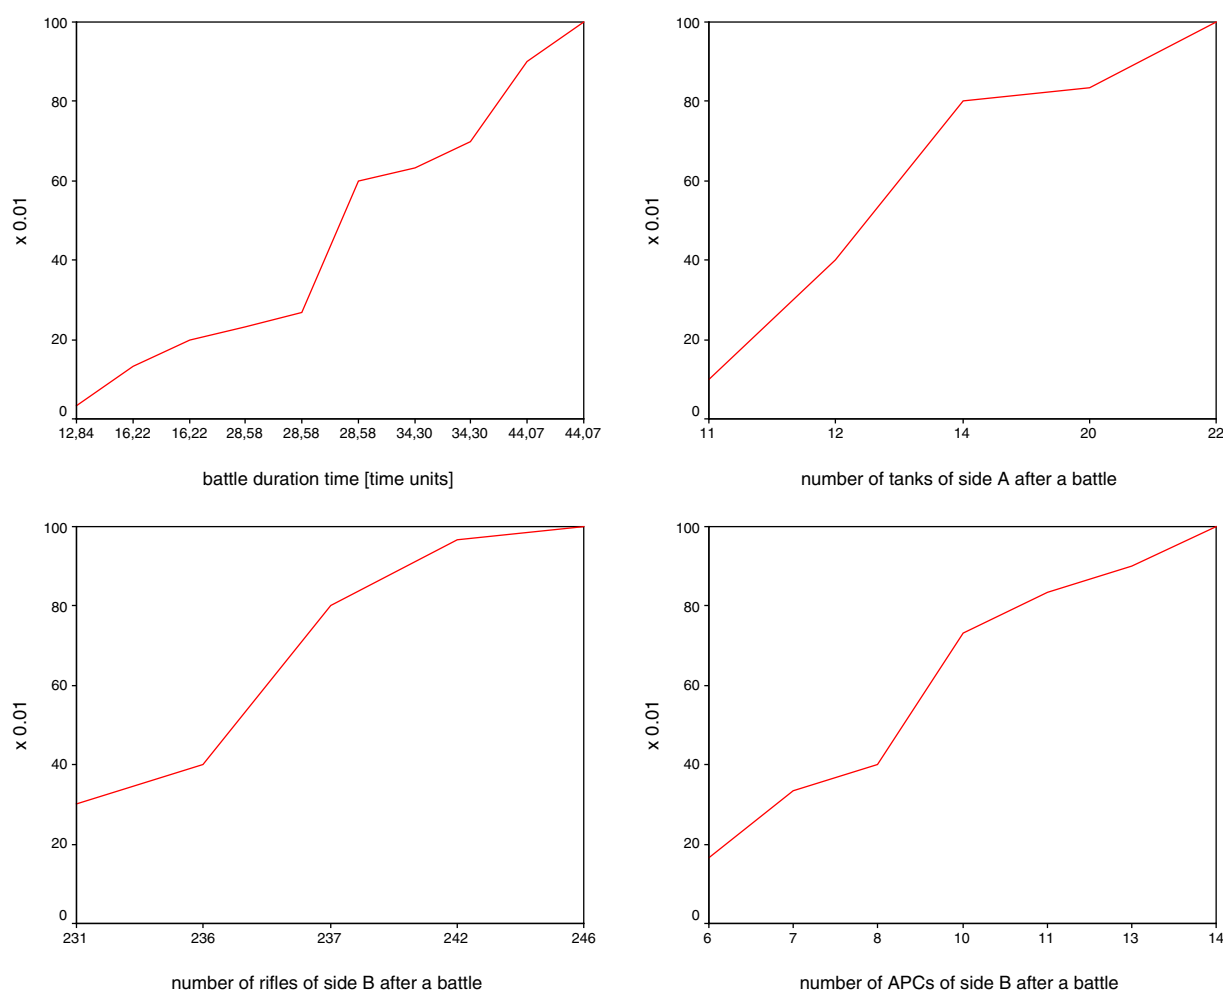 100
80
60
40
20
0
x 0.01
12,84 16,22 16,22 28,58 28,58 28,58 34,30 34,30 44,07 44,07
battle duration time [time units]
100
80
60
40
20
0
x 0.01
11 12 14 20 22
number of tanks of side A after a battle
100
80
60
40
20
0
x 0.01
231 236 237 242 246
number of rifles of side B after a battle
100
80
60
40
20
0
x 0.01
6 7 8 10 11 13 14
number of APCs of side B after a battle